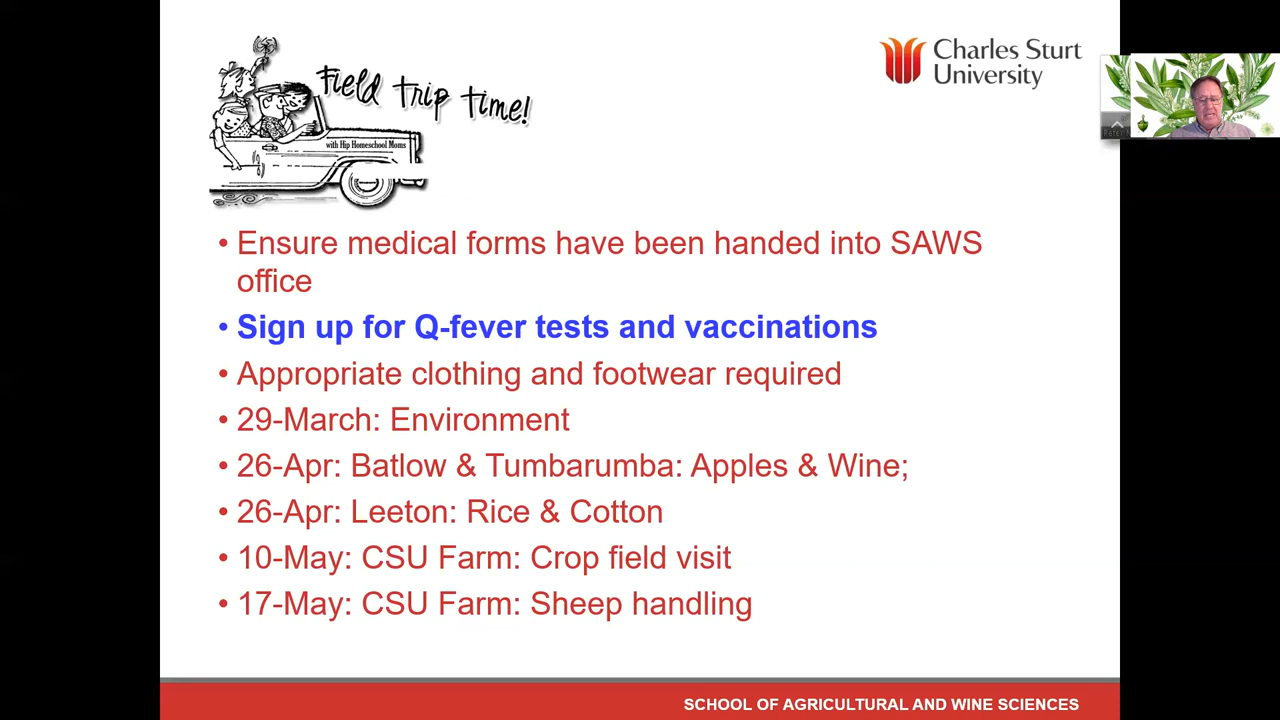 Field trip time!
with Hip Homeschool Moms
Charles Sturt
University
• Ensure medical forms have been handed into SAWS
office
• Sign up for Q-fever tests and vaccinations
• Appropriate clothing and footwear required
• 29-March: Environment
• 26-Apr: Batlow & Tumbarumba: Apples & Wine;
• 26-Apr: Leeton: Rice & Cotton
• 10-May: CSU Farm: Crop field visit
• 17-May: CSU Farm: Sheep handling
SCHOOL OF AGRICULTURAL AND WINE SCIENCES